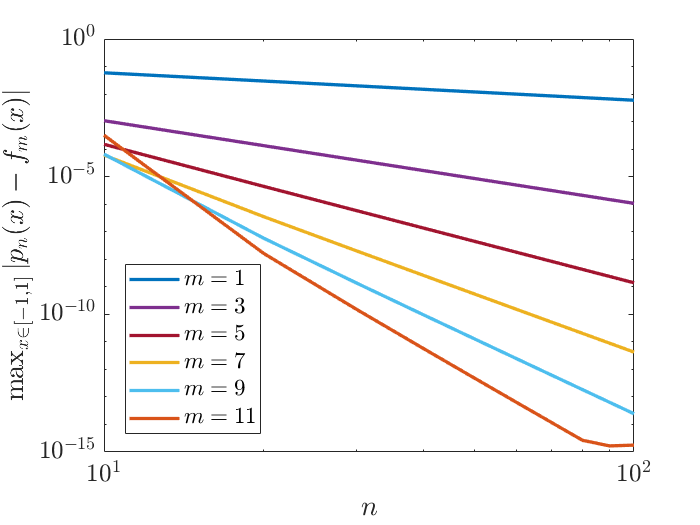 10^0
10^-5
10^-10
10^-15
max_{x∈[−1,1]} |p_n(x) − f_m(x)|
m = 1
m = 3
m = 5
m = 7
m = 9
m = 11
10^1
10^2
n